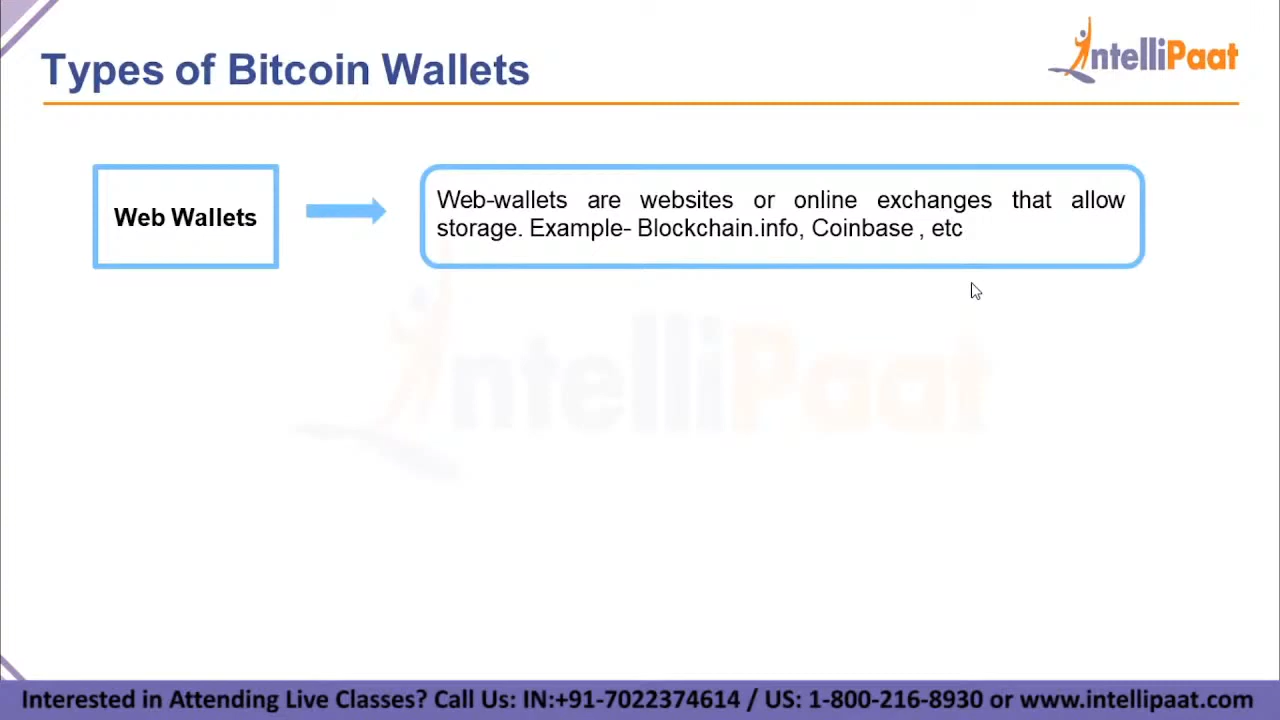 Types of Bitcoin Wallets
IntelliPaat
Web Wallets
Web-wallets are websites or online exchanges that allow
storage. Example- Blockchain.info, Coinbase , etc
IntelliPaat
Interested in Attending Live Classes? Call Us: IN:+91-7022374614 / US: 1-800-216-8930 or www.intellipaat.com